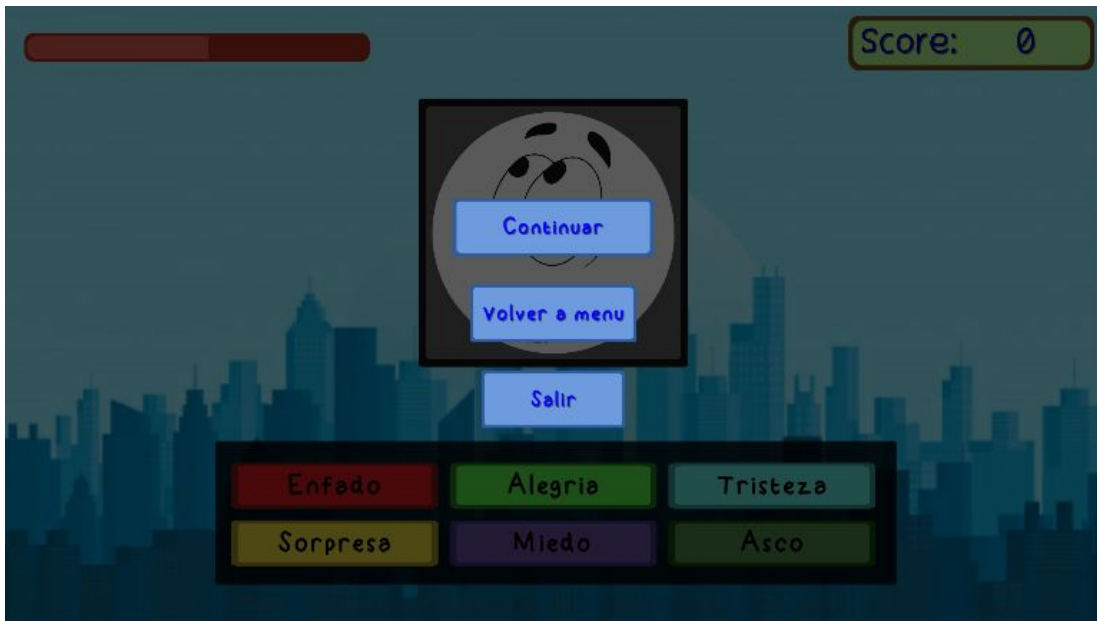 Score: 0
Continuar
Volver a menu
Salir
Enfado Alegria Tristeza
Sorpresa Miedo Asco